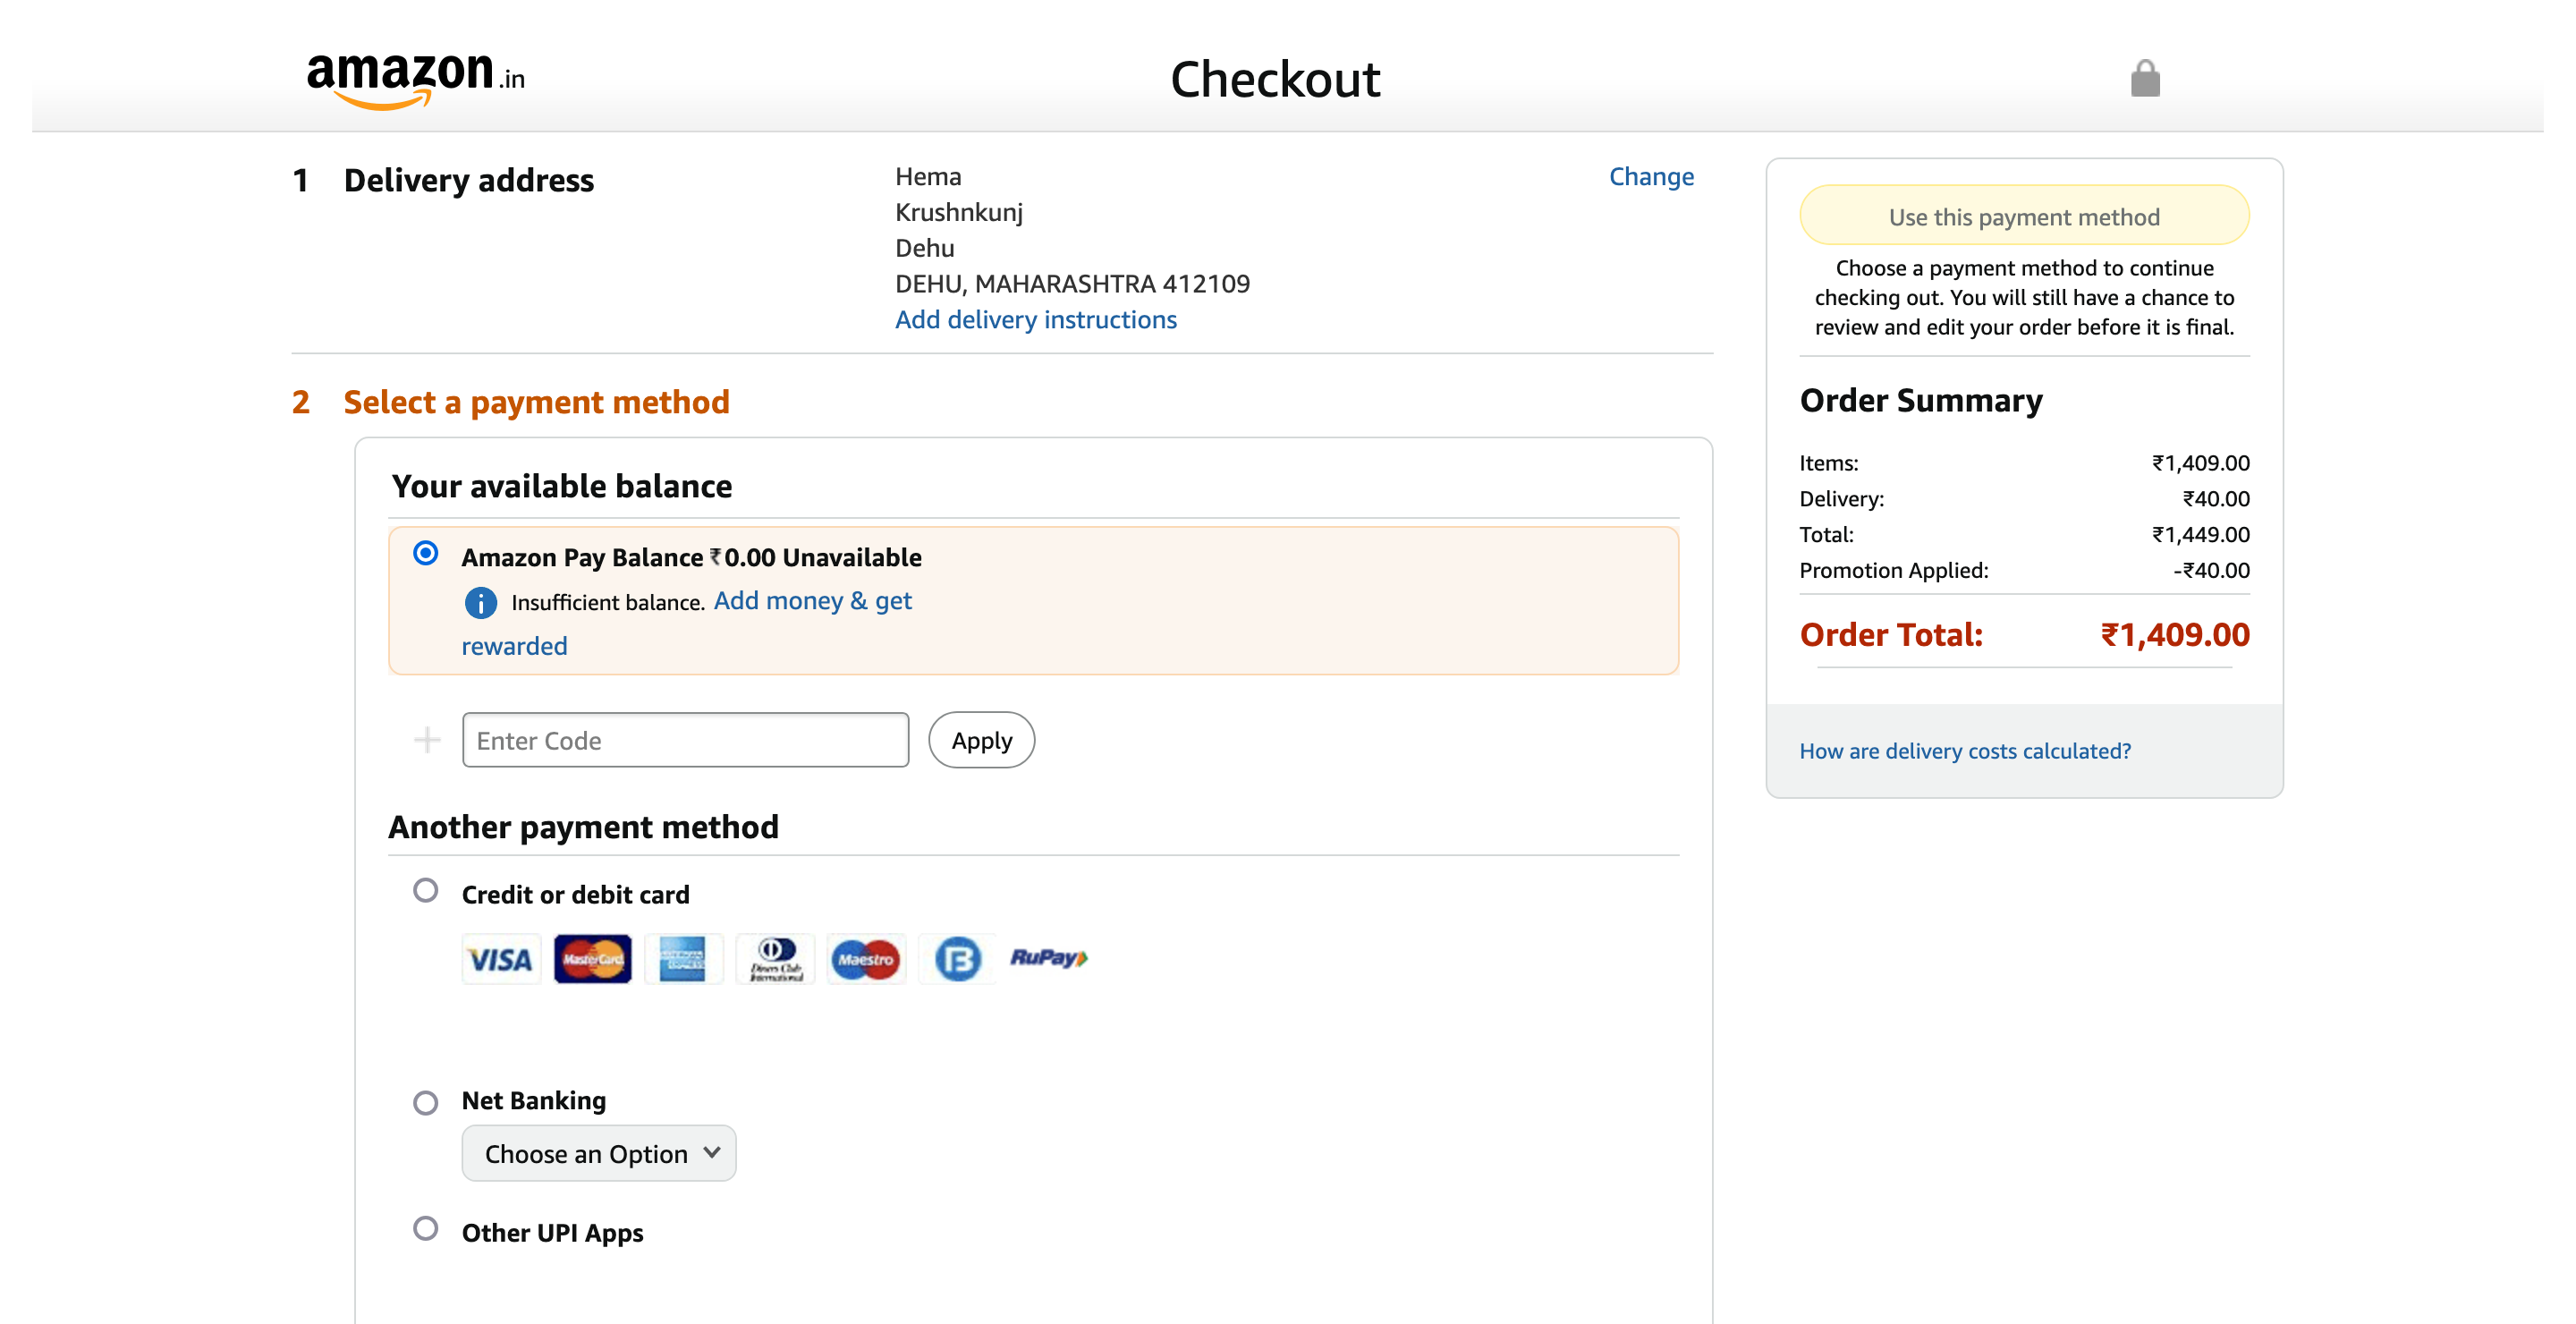 amazon.in
Checkout
1 Delivery address
Hema
Krushnkunj
Dehu
DEHU, MAHARASHTRA 412109
Add delivery instructions
Change
2 Select a payment method
Your available balance
Amazon Pay Balance ₹0.00 Unavailable
Insufficient balance. Add money & get
rewarded
Enter Code
Apply
Another payment method
Credit or debit card
VISA MasterCard AMERICAN EXPRESS Diners Club International Maestro RuPay
Net Banking
Choose an Option
Other UPI Apps
Use this payment method
Choose a payment method to continue
checking out. You will still have a chance to
review and edit your order before it is final.
Order Summary
Items: ₹1,409.00
Delivery: ₹40.00
Total: ₹1,449.00
Promotion Applied: -₹40.00
Order Total: ₹1,409.00
How are delivery costs calculated?